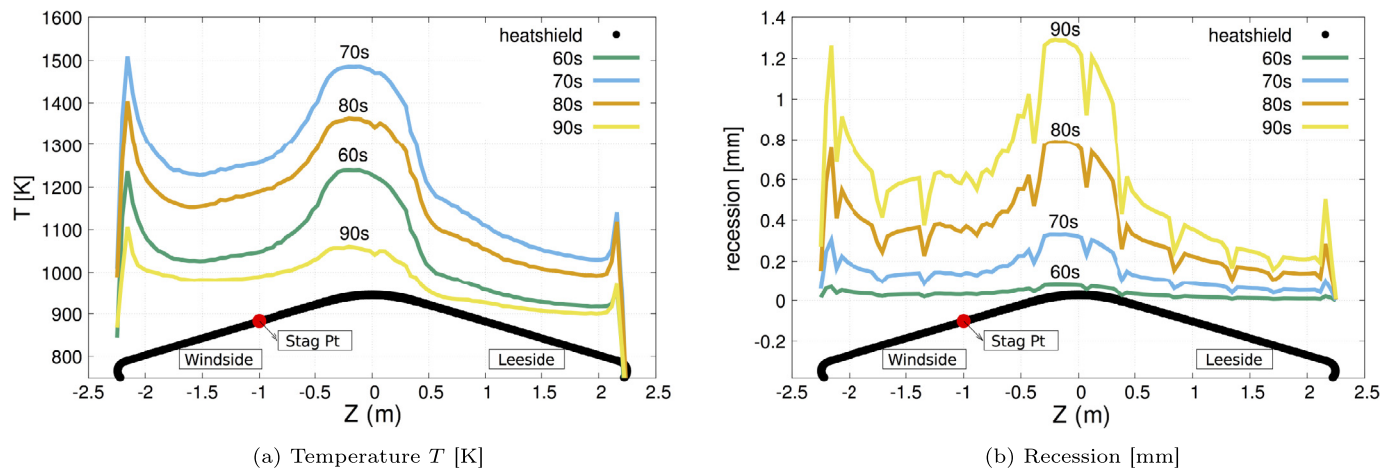 1600
1500
1400
1300
1200
1100
1000
900
800
T [K]
heatshield
60s
70s
80s
90s
70s
80s
60s
90s
Stag Pt
Windside
Leeside
-2.5 -2 -1.5 -1 -0.5 0 0.5 1 1.5 2 2.5
Z (m)
(a) Temperature T [K]
1.4
1.2
1
0.8
0.6
0.4
0.2
0
-0.2
recession [mm]
heatshield
60s
70s
80s
90s
90s
80s
70s
60s
Stag Pt
Windside
Leeside
-2.5 -2 -1.5 -1 -0.5 0 0.5 1 1.5 2 2.5
Z (m)
(b) Recession [mm]